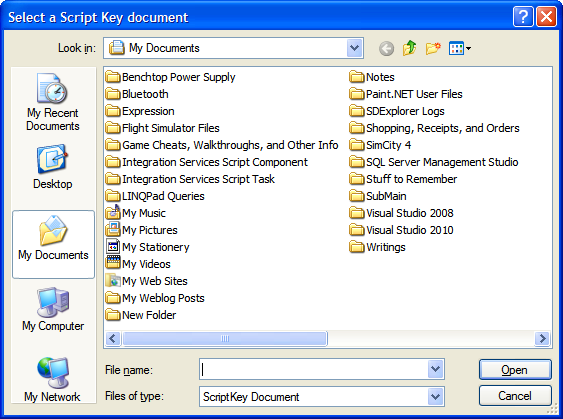 Select a Script Key document
Look in: My Documents
My Recent
Documents
Desktop
My Documents
My Computer
My Network
Benchtop Power Supply
Bluetooth
Expression
Flight Simulator Files
Game Cheats, Walkthroughs, and Other Info
Integration Services Script Component
Integration Services Script Task
LINQPad Queries
My Music
My Pictures
My Stationery
My Videos
My Web Sites
My Weblog Posts
New Folder
Notes
Paint.NET User Files
SDExplorer Logs
Shopping, Receipts, and Orders
SimCity 4
SQL Server Management Studio
Stuff to Remember
SubMain
Visual Studio 2008
Visual Studio 2010
Writings
File name:
Open
Files of type: ScriptKey Document
Cancel